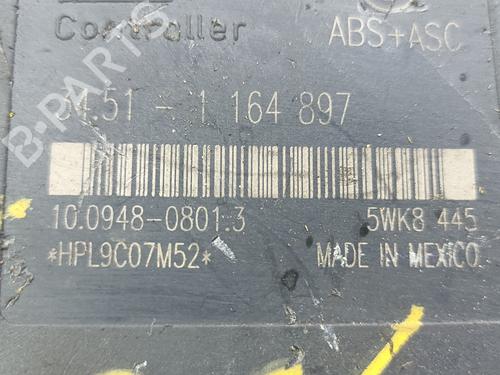 Controller ABS+ASC
34.51 - 1 164 897
10.0948-0801.3 5WK8 445
*HPL9C07M52* MADE IN MEXICO
B-PARTS